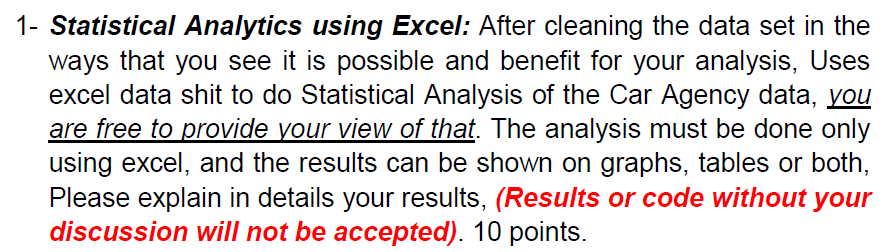 1- Statistical Analytics using Excel: After cleaning the data set in the
ways that you see it is possible and benefit for your analysis, Uses
excel data shit to do Statistical Analysis of the Car Agency data, you
are free to provide your view of that. The analysis must be done only
using excel, and the results can be shown on graphs, tables or both,
Please explain in details your results, (Results or code without your
discussion will not be accepted). 10 points.